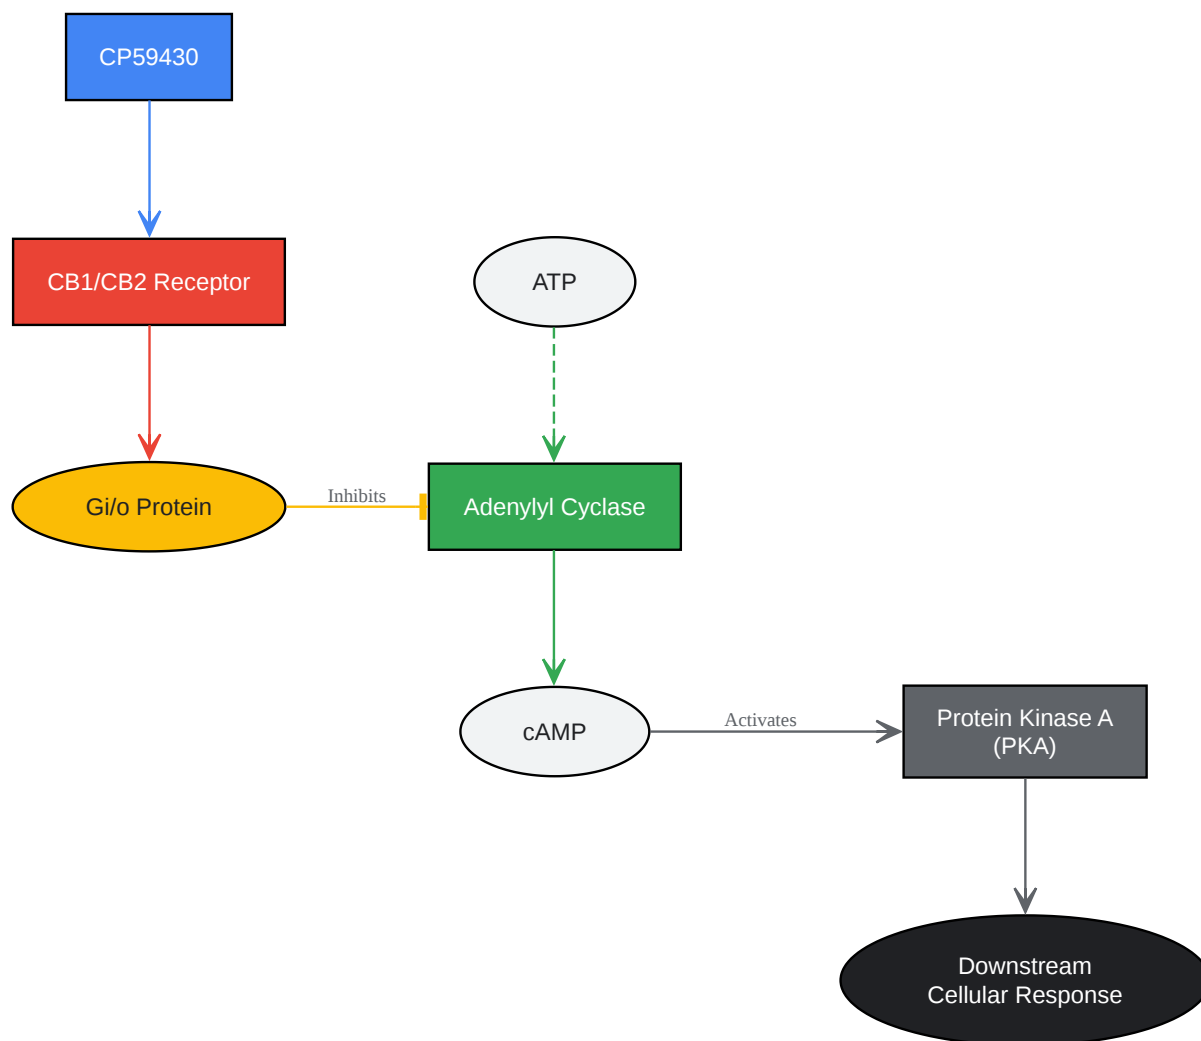 CP59430
CB1/CB2 Receptor
ATP
Gi/o Protein
Inhibits
Adenylyl Cyclase
cAMP
Activates
Protein Kinase A
(PKA)
Downstream
Cellular Response